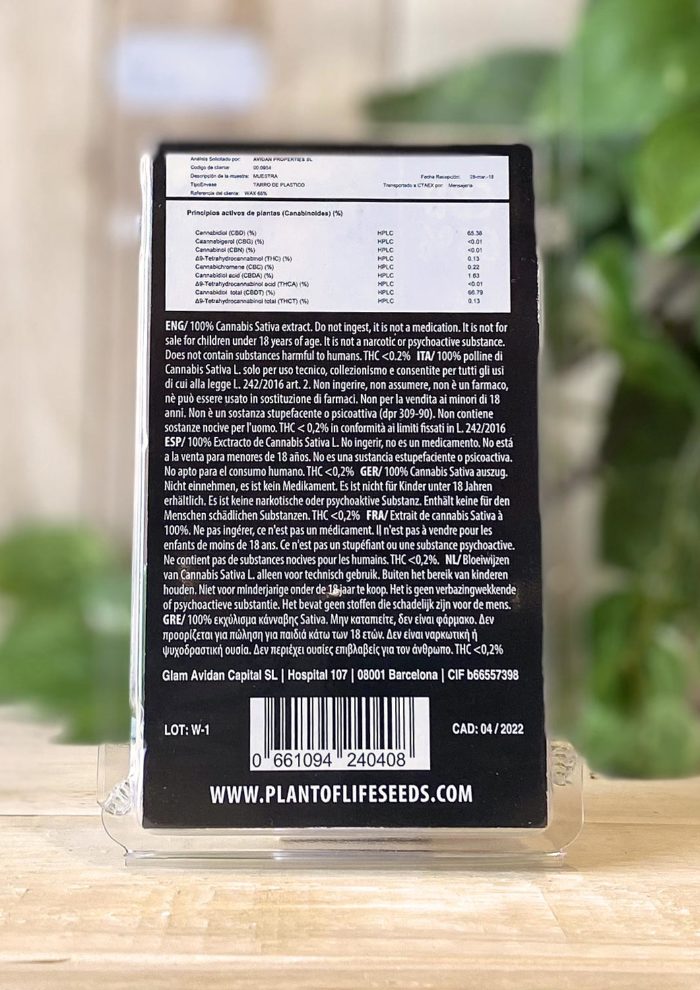 Análisis Solicitado por: AVIDAN PROPERTIES SL
Código de cliente: 00.0954
Descripción de la muestra: MUESTRA Fecha Recepción: 28-mar.-18
TipoEnvase TARRO DE PLASTICO Transportado a CTAEX por: Mensajería
Referencia del cliente: WAX 65%
Principios activos de plantas (Canabinoides) (%)
Cannabidiol (CBD) (%) HPLC 65.38
Caannabigerol (CBG) (%) HPLC <0.01
Cannabinol (CBN) (%) HPLC <0.01
Δ9-Tetrahydrocannabinol (THC) (%) HPLC 0.13
Cannabichromene (CBC) (%) HPLC 0.22
Cannabidiol acid (CBDA) (%) HPLC 1.63
Δ9-Tetrahydrocannabinol acid (THCA) (%) HPLC <0.01
Cannabidiol total (CBDT) (%) HPLC 66.79
Δ9-Tetrahydrocannabinol total (THCT) (%) HPLC 0.13
ENG/ 100% Cannabis Sativa extract. Do not ingest, it is not a medication. It is not for
sale for children under 18 years of age. It is not a narcotic or psychoactive substance.
Does not contain substances harmful to humans. THC <0.2% ITA/ 100% polline di
Cannabis Sativa L. solo per uso tecnico, collezionismo e consentite per tutti gli usi
di cui alla legge L. 242/2016 art. 2. Non ingerire, non assumere, non è un farmaco,
nè può essere usato in sostituzione di farmaci. Non per la vendita ai minori di 18
anni. Non è un sostanza stupefacente o psicoattiva (dpr 309-90). Non contiene
sostanze nocive per l'uomo. THC < 0,2% in conformità ai limiti fissati in L. 242/2016
ESP/ 100% Exctracto de Cannabis Sativa L. No ingerir, no es un medicamento. No está
a la venta para menores de 18 años. No es una sustancia estupefaciente o psicoactiva.
No apto para el consumo humano. THC <0,2% GER/ 100% Cannabis Sativa auszug.
Nicht einnehmen, es ist kein Medikament. Es ist nicht für Kinder unter 18 Jahren
erhältlich. Es ist keine narkotische oder psychoaktive Substanz. Enthält keine für den
Menschen schädlichen Substanzen. THC <0,2% FRA/ Extrait de cannabis Sativa à
100%. Ne pas ingérer, ce n'est pas un médicament. Il n'est pas à vendre pour les
enfants de moins de 18 ans. Ce n'est pas un stupéfiant ou une substance psychoactive.
Ne contient pas de substances nocives pour les humains. THC <0,2%. NL/ Bloeiwijzen
van Cannabis Sativa L. alleen voor technisch gebruik. Buiten het bereik van kinderen
houden. Niet voor minderjarige onder de 18 jaar te koop. Het is geen verbazingwekkende
of psychoactieve substantie. Het bevat geen stoffen die schadelijk zijn voor de mens.
GRE/ 100% εκχύλισμα κάνναβης Sativa. Μην καταπιείτε, δεν είναι φάρμακο. Δεν
προορίζεται για πώληση για παιδιά κάτω των 18 ετών. Δεν είναι ναρκωτική ή
ψυχοδραστική ουσία. Δεν περιέχει ουσίες επιβλαβείς για τον άνθρωπο. THC <0,2%
Glam Avidan Capital SL | Hospital 107 | 08001 Barcelona | CIF b66557398
LOT: W-1 CAD: 04 / 2022
0 661094 240408
WWW.PLANTOFLIFESEEDS.COM